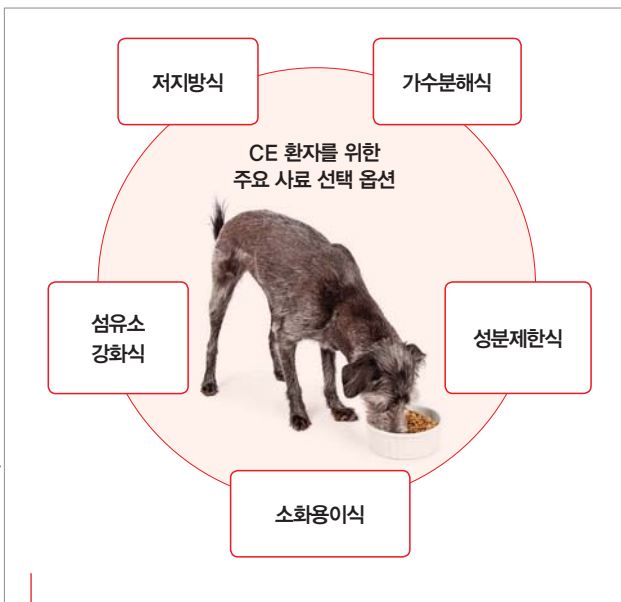 저지방식
가수분해식
CE 환자를 위한
주요 사료 선택 옵션
섬유소
강화식
성분제한식
소화용이식